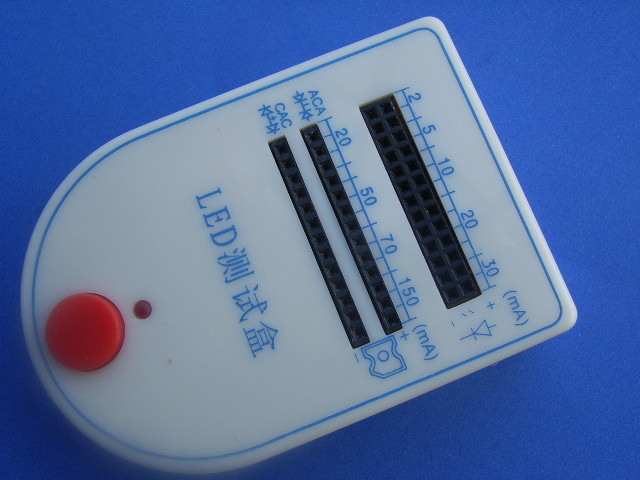 2 5 10 20 30 (mA)
+
-
ACA
20 50 70 150 (mA)
+
-
CAC
LED测试盒